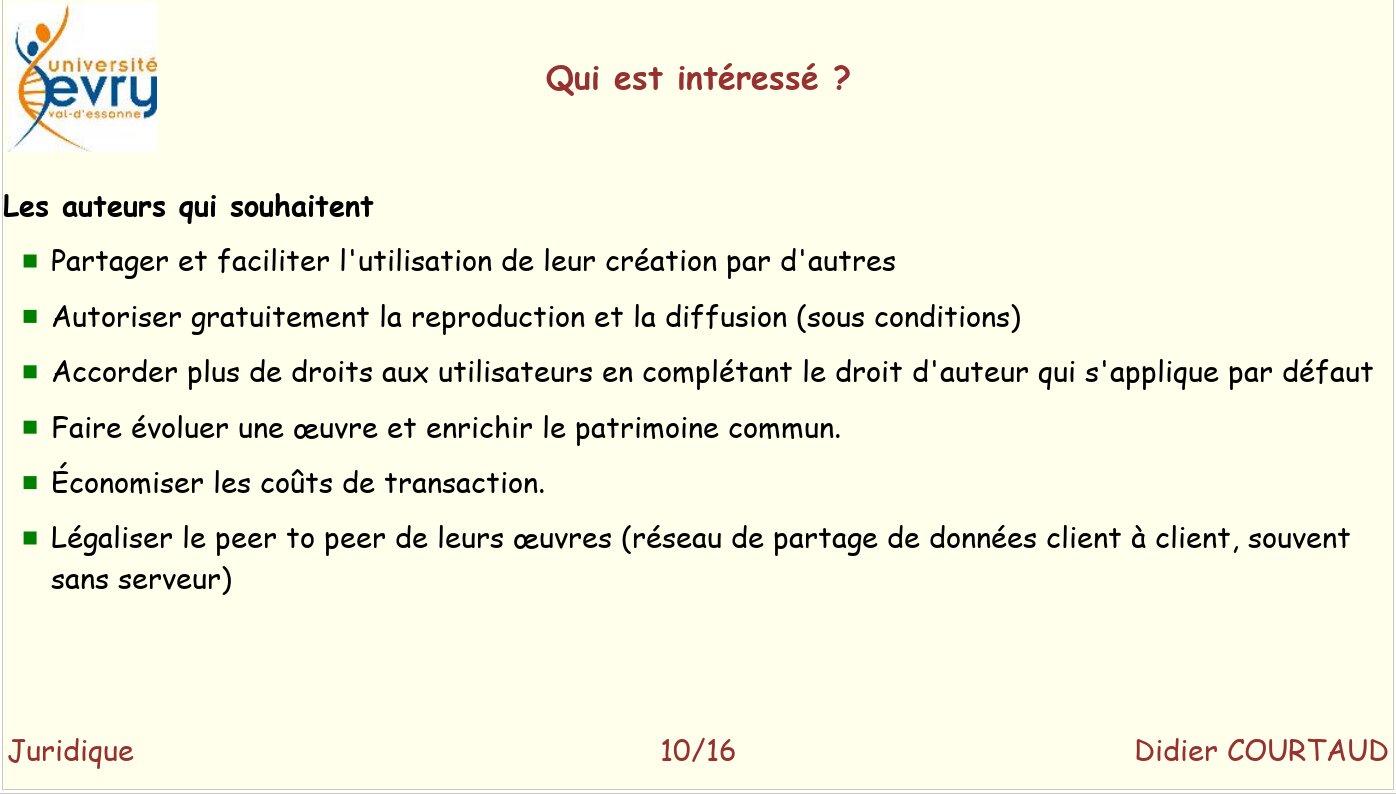 université
evry
val-d'essonne
Qui est intéressé ?
Les auteurs qui souhaitent
Partager et faciliter l'utilisation de leur création par d'autres
Autoriser gratuitement la reproduction et la diffusion (sous conditions)
Accorder plus de droits aux utilisateurs en complétant le droit d'auteur qui s'applique par défaut
Faire évoluer une œuvre et enrichir le patrimoine commun.
Économiser les coûts de transaction.
Légaliser le peer to peer de leurs œuvres (réseau de partage de données client à client, souvent
sans serveur)
Juridique 10/16 Didier COURTAUD